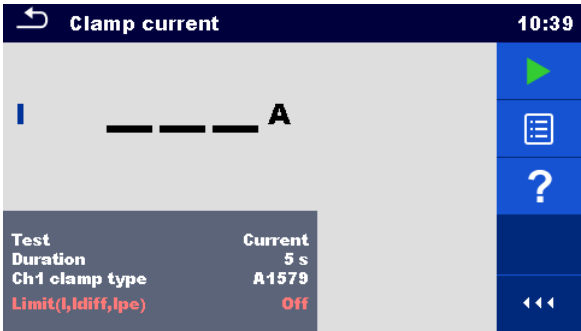 Clamp current 10:39
I _ _ _ A
?
Test Current
Duration 5 s
Ch1 clamp type A1579
Limit(I,Idiff,Ipe) Off